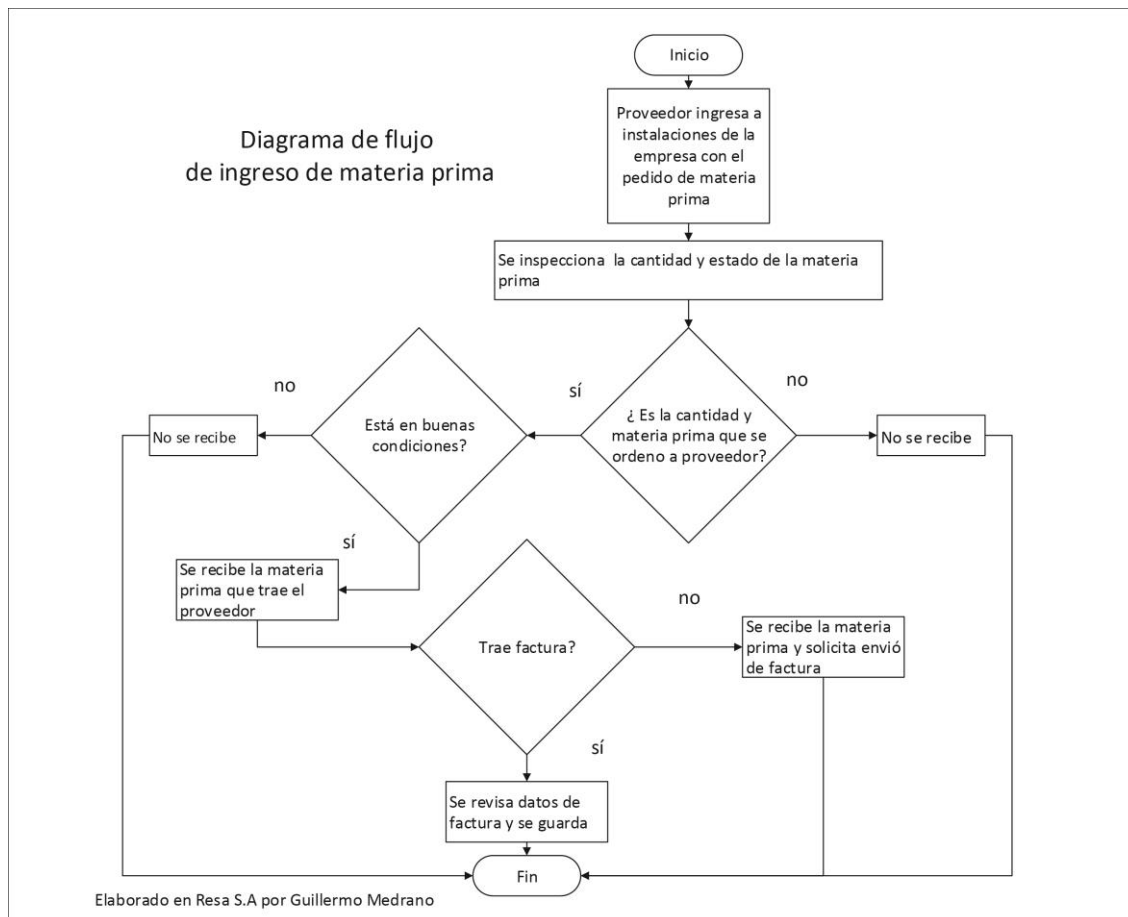 Inicio
Diagrama de flujo
de ingreso de materia prima
Proveedor ingresa a
instalaciones de la
empresa con el
pedido de materia
prima
Se inspecciona la cantidad y estado de la materia
prima
no
Está en buenas
condiciones?
sí
¿ Es la cantidad y
materia prima que se
ordeno a proveedor?
no
No se recibe
No se recibe
sí
Se recibe la materia
prima que trae el
proveedor
Trae factura?
no
Se recibe la materia
prima y solicita envió
de factura
sí
Se revisa datos de
factura y se guarda
Fin
Elaborado en Resa S.A por Guillermo Medrano